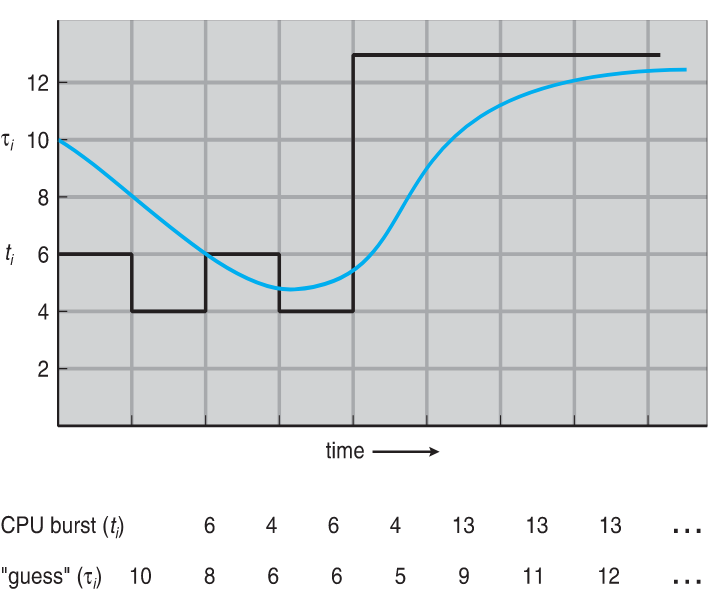 12
τi 10
8
ti 6
4
2
time
CPU burst (ti) 6 4 6 4 13 13 13 ...
"guess" (τi) 10 8 6 6 5 9 11 12 ...